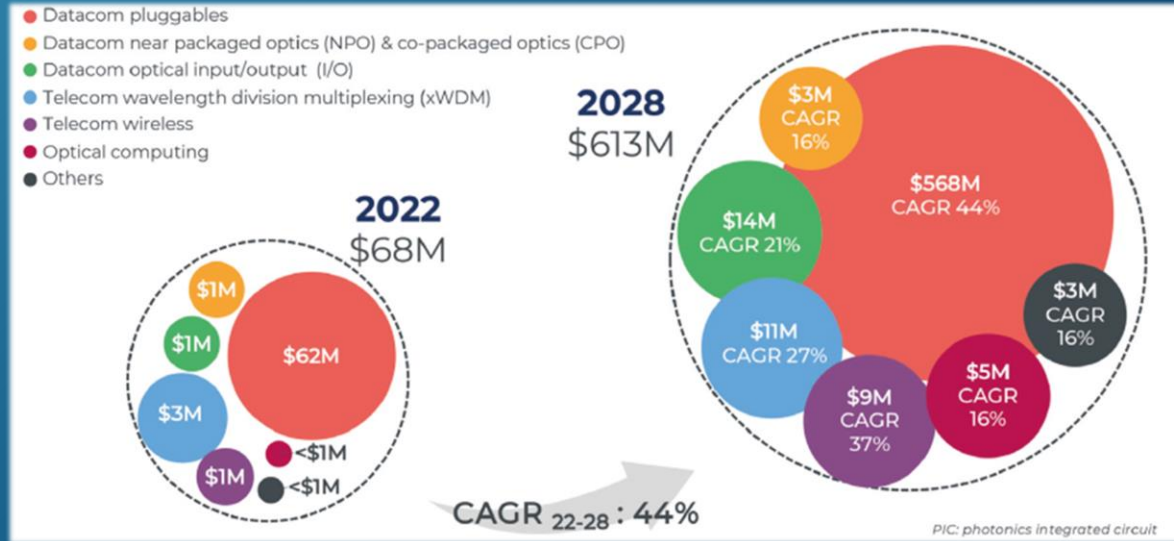 Datacom pluggables
Datacom near packaged optics (NPO) & co-packaged optics (CPO)
Datacom optical input/output (I/O)
Telecom wavelength division multiplexing (xWDM)
Telecom wireless
Optical computing
Others
2022
$68M
$1M
$1M
$62M
$3M
$1M
<$1M
<$1M
2028
$613M
$3M
CAGR
16%
$568M
CAGR 44%
$14M
CAGR 21%
$11M
CAGR 27%
$9M
CAGR
37%
$5M
CAGR
16%
$3M
CAGR
16%
CAGR 22-28 : 44%
PIC: photonics integrated circuit